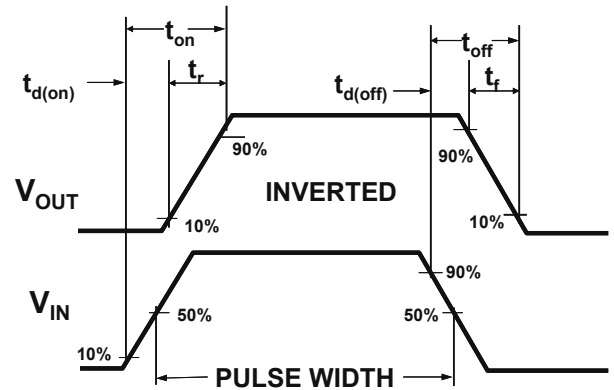 t_on t_off
t_d(on) t_r t_d(off) t_f
90% 90%
V_OUT INVERTED
10% 10%
90%
V_IN 50% 50%
10%
PULSE WIDTH